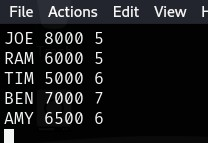 File Actions Edit View
JOE 8000 5
RAM 6000 5
TIM 5000 6
BEN 7000 7
AMY 6500 6